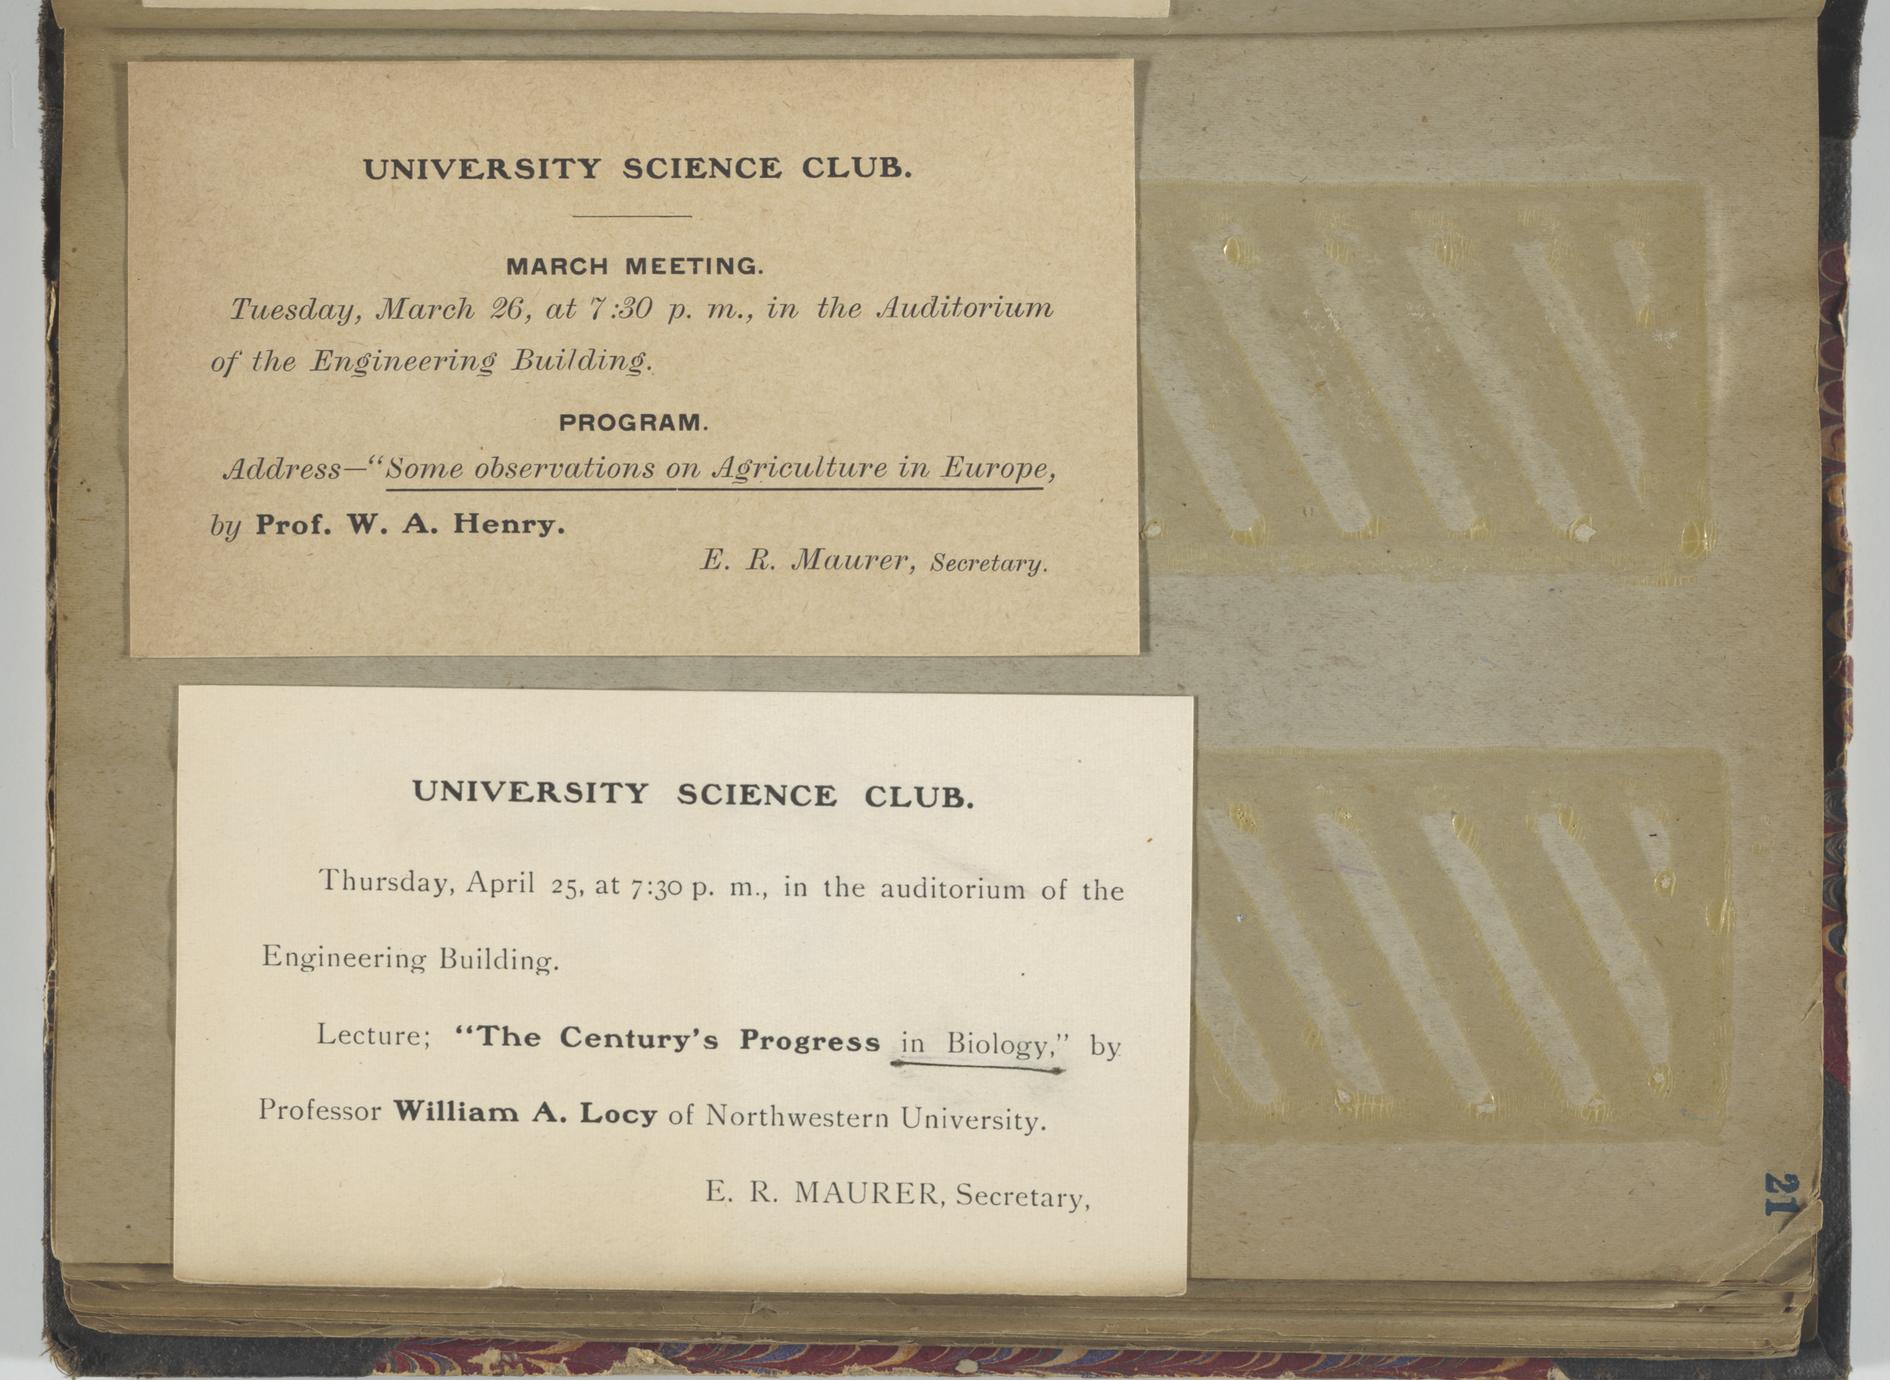 UNIVERSITY SCIENCE CLUB.
MARCH MEETING.
Tuesday, March 26, at 7:30 p. m., in the Auditorium
of the Engineering Building.
PROGRAM.
Address—“Some observations on Agriculture in Europe,
by Prof. W. A. Henry.
E. R. Maurer, Secretary.
UNIVERSITY SCIENCE CLUB.
Thursday, April 25, at 7:30 p. m., in the auditorium of the
Engineering Building.
Lecture; “The Century’s Progress in Biology,” by
Professor William A. Locy of Northwestern University.
E. R. MAURER, Secretary,
21